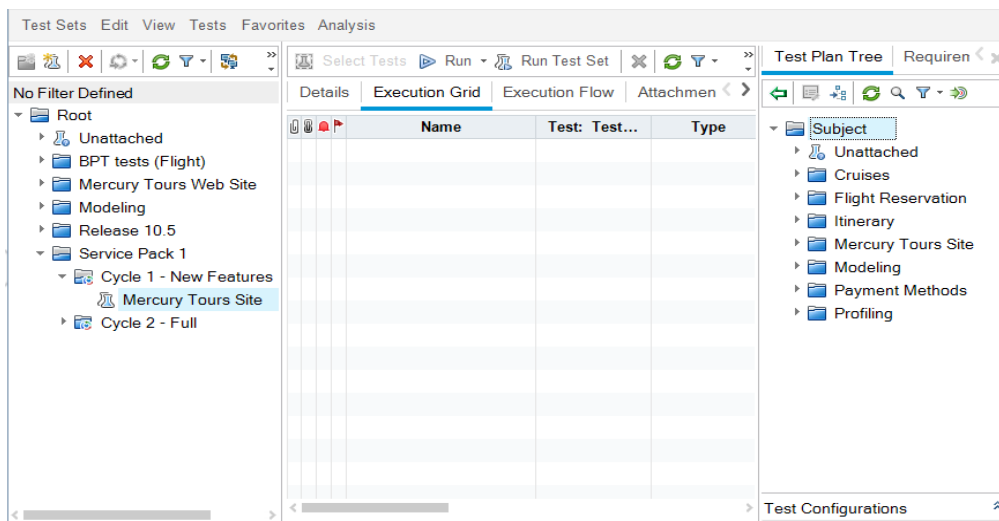 Test Sets Edit View Tests Favorites Analysis
Select Tests Run Run Test Set
Test Plan Tree Requiren
No Filter Defined
Details Execution Grid Execution Flow Attachmen
Root
Unattached
BPT tests (Flight)
Mercury Tours Web Site
Modeling
Release 10.5
Service Pack 1
Cycle 1 - New Features
Mercury Tours Site
Cycle 2 - Full
Name Test: Test... Type
Subject
Unattached
Cruises
Flight Reservation
Itinerary
Mercury Tours Site
Modeling
Payment Methods
Profiling
Test Configurations